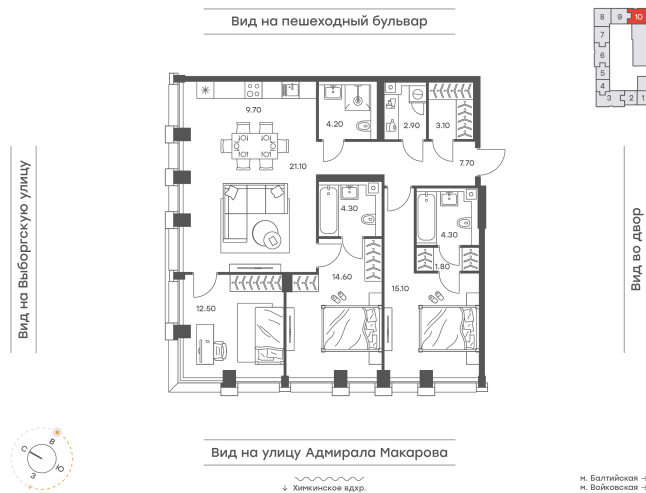 Вид на пешеходный бульвар
8 9 10
7
6
5
4
3 2 1
9.70
4.20
2.90
3.10
21.10
7.70
4.30
4.30
1.80
14.60
15.10
12.50
Вид на Выборгскую улицу
Вид во двор
Вид на улицу Адмирала Макарова
↓ Химкинское вдхр.
С
В
Ю
З
м. Балтийская
м. Войковская